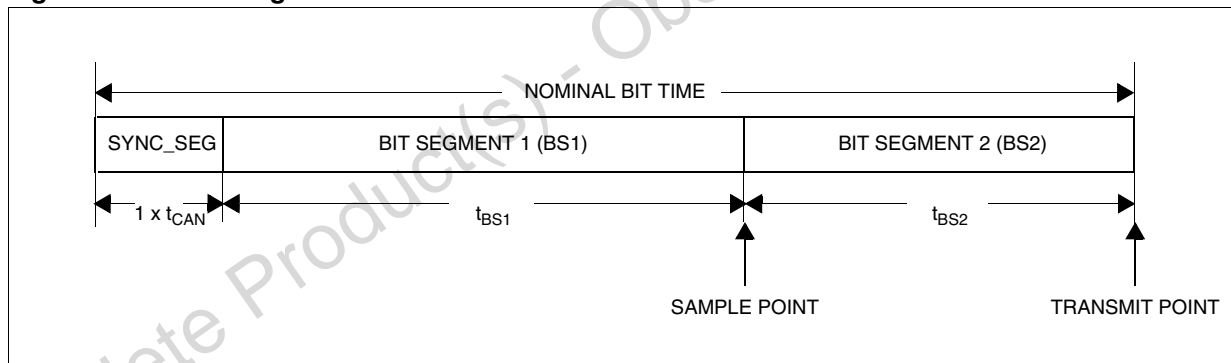 NOMINAL BIT TIME
SYNC_SEG
BIT SEGMENT 1 (BS1)
BIT SEGMENT 2 (BS2)
1 x tCAN
tBS1
tBS2
SAMPLE POINT
TRANSMIT POINT
Product(s) -